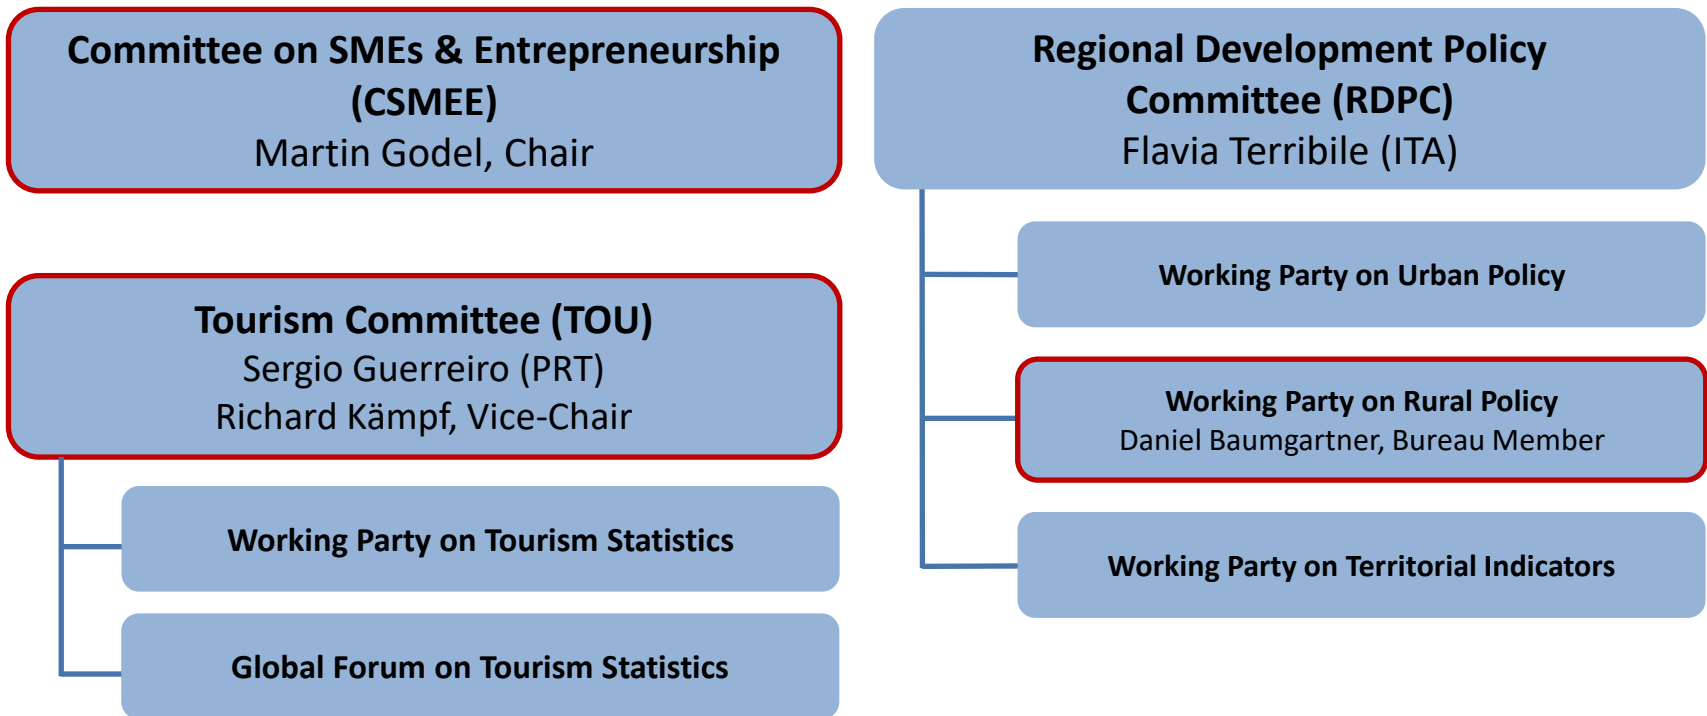 Committee on SMEs & Entrepreneurship
(CSMEE)
Martin Godel, Chair
Tourism Committee (TOU)
Sergio Guerreiro (PRT)
Richard Kämpf, Vice-Chair
Working Party on Tourism Statistics
Global Forum on Tourism Statistics
Regional Development Policy
Committee (RDPC)
Flavia Terribile (ITA)
Working Party on Urban Policy
Working Party on Rural Policy
Daniel Baumgartner, Bureau Member
Working Party on Territorial Indicators